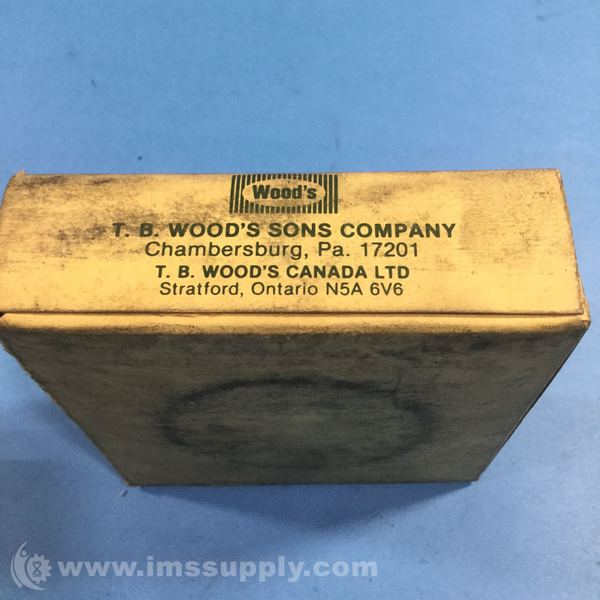 Wood's
T. B. WOOD'S SONS COMPANY
Chambersburg, Pa. 17201
T. B. WOOD'S CANADA LTD
Stratford, Ontario N5A 6V6
www.imssupply.com